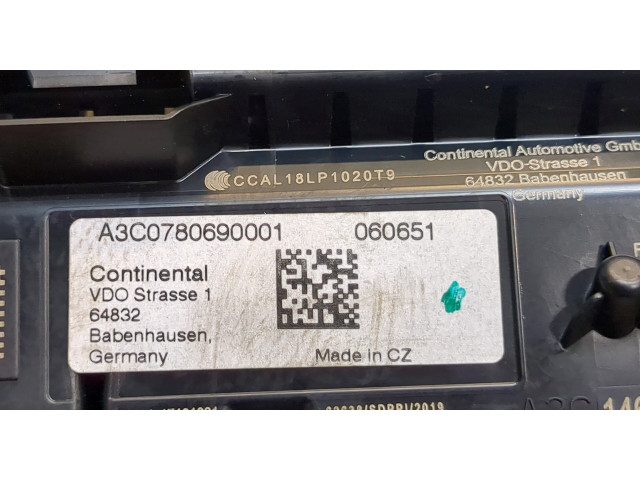 Continental Automotive Gmb
VDO-Strasse 1
64832 Babenhausen
Germany
CCAL18LP1020T9
A3C0780690001 060651
Continental
VDO Strasse 1
64832
Babenhausen,
Germany
Made in CZ
/2019